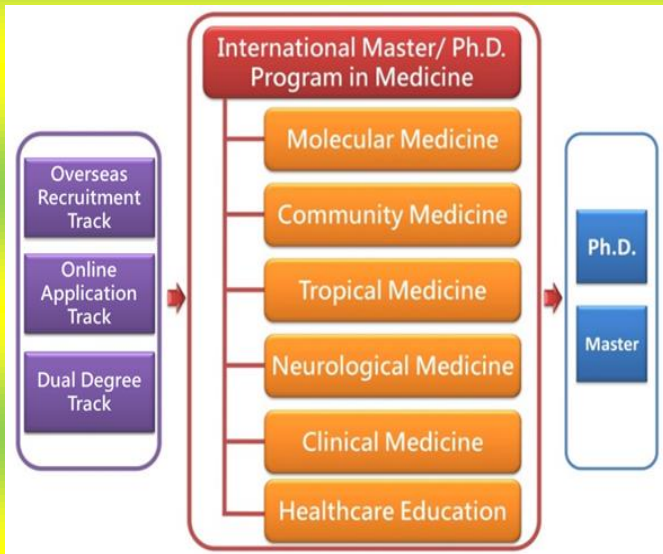 International Master/ Ph.D.
Program in Medicine
Overseas
Recruitment
Track
Online
Application
Track
Dual Degree
Track
Molecular Medicine
Community Medicine
Tropical Medicine
Neurological Medicine
Clinical Medicine
Healthcare Education
Ph.D.
Master